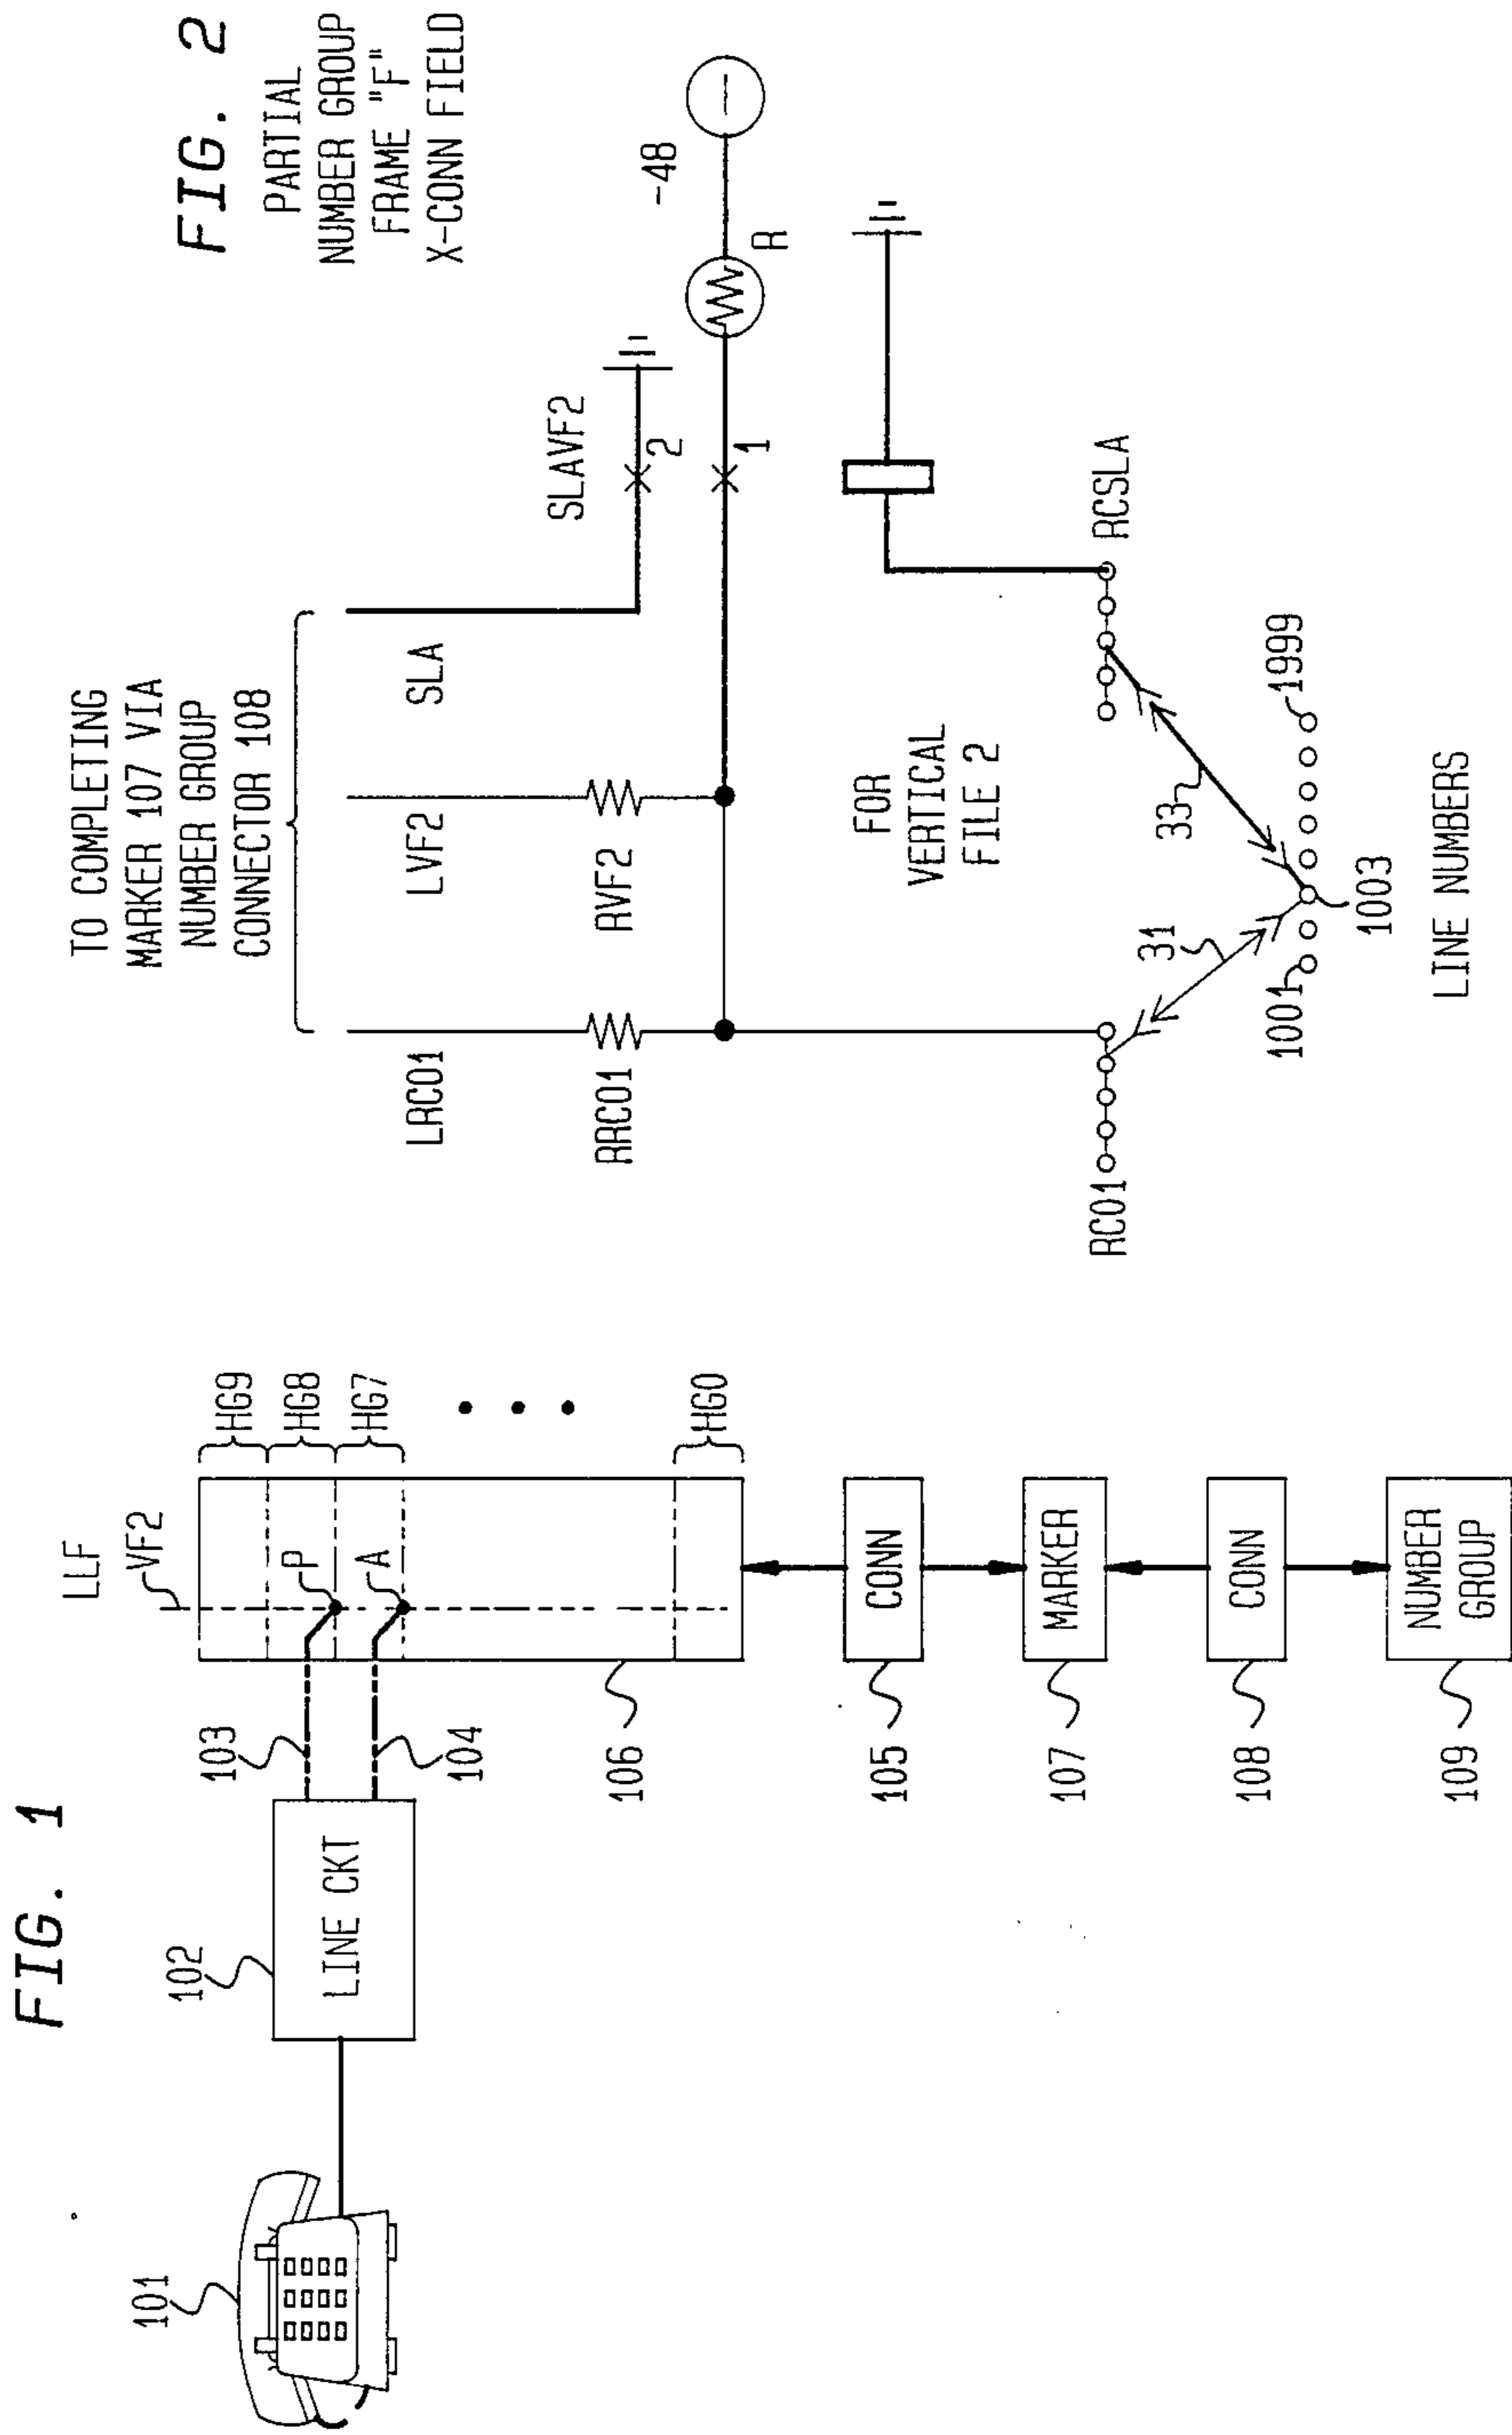 FIG. 1
101
102
LINE CKT
103
104
LLF
VF2
P
A
HG9
HG8
HG7
HG0
106
105
CONN
107
MARKER
108
CONN
109
NUMBER
GROUP
FIG. 2
PARTIAL
NUMBER GROUP
FRAME "F"
X-CONN FIELD
TO COMPLETING
MARKER 107 VIA
NUMBER GROUP
CONNECTOR 108
LRC01
LVF2
SLA
SLAVF2
2
-48
RRC01
RVF2
1
R
FOR
VERTICAL
FILE 2
RC01
RCSLA
31
33
1001
1003
1999
LINE NUMBERS